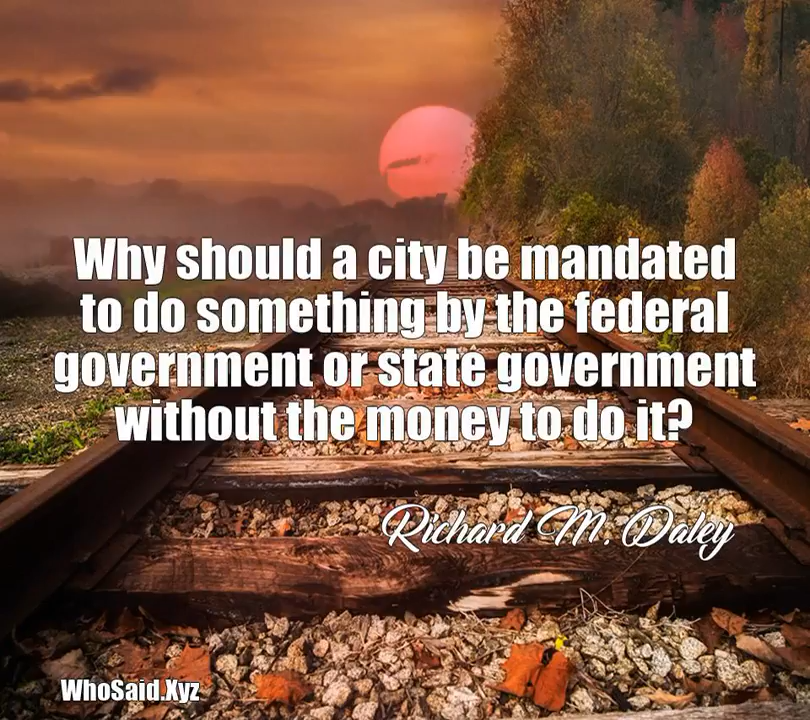 Why should a city be mandated
to do something by the federal
government or state government
without the money to do it?
Richard M. Daley
WhoSaid.Xyz